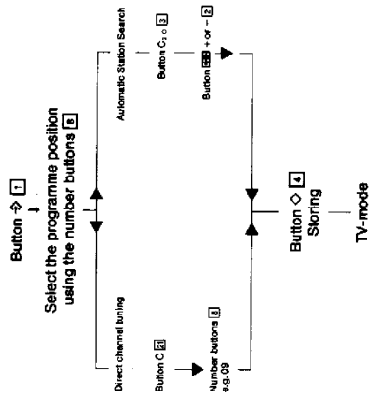 Button 1
Select the programme position
using the number buttons 8
Direct channel tuning
Button C 21
Number buttons 8
e.g. 09
Automatic Station Search
Button C 3
Button + or - 2
Button ◇ 4
Storing
TV-mode